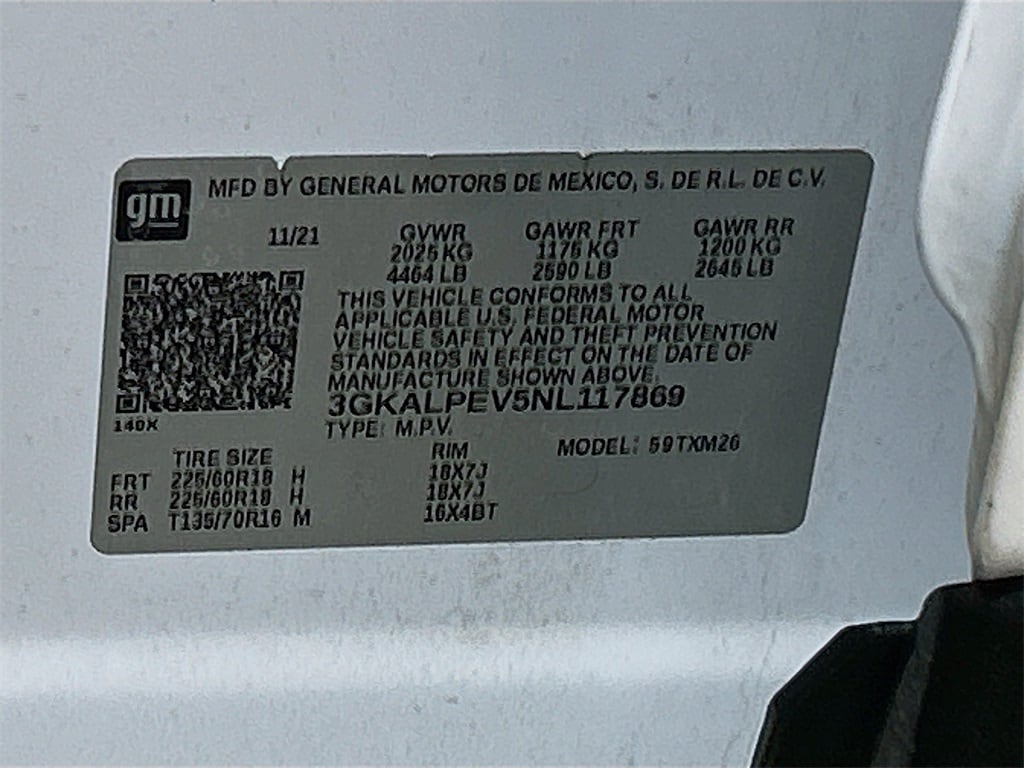 gm
MFD BY GENERAL MOTORS DE MEXICO, S. DE R.L. DE C.V.
11/21 GVWR GAWR FRT GAWR RR
2025 KG 1175 KG 1200 KG
4464 LB 2590 LB 2645 LB
THIS VEHICLE CONFORMS TO ALL
APPLICABLE U.S. FEDERAL MOTOR
VEHICLE SAFETY AND THEFT PREVENTION
STANDARDS IN EFFECT ON THE DATE OF
MANUFACTURE SHOWN ABOVE.
3GKALPEV5NL117869
140X
TYPE: M.P.V. MODEL: 69TXM26
TIRE SIZE RIM
FRT 225/60R18 H 18X7J
RR 225/60R18 H 18X7J
SPA T135/70R16 M 16X4BT